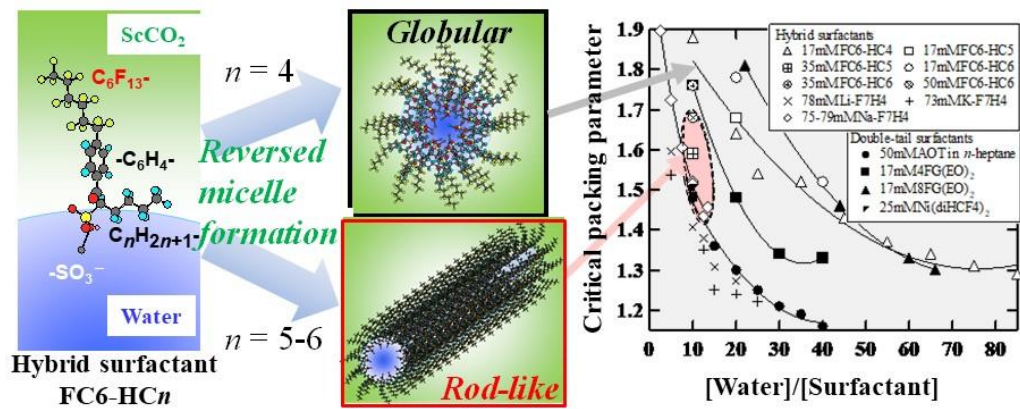 ScCO₂
C₆F₁₃-
-C₆H₄-
CₙH₂ₙ₊₁-
-SO₃⁻
Water
Hybrid surfactant
FC6-HCn
n = 4
Reversed
micelle
formation
n = 5-6
Globular
Rod-like
Critical packing parameter
1.9
1.8
1.7
1.6
1.5
1.4
1.3
1.2
0 10 20 30 40 50 60 70 80
[Water]/[Surfactant]
Hybrid surfactants
17mMFC6-HC4 17mMFC6-HC5
35mMFC6-HC5 17mMFC6-HC6
35mMFC6-HC6 50mMFC6-HC6
78mMLi-F7H4 73mMK-F7H4
75-79mMNa-F7H4
Double-tail surfactants
50mMAOT in n-heptane
17mM4FG(EO)₂
17mM8FG(EO)₂
25mMNi(diHCF4)₂